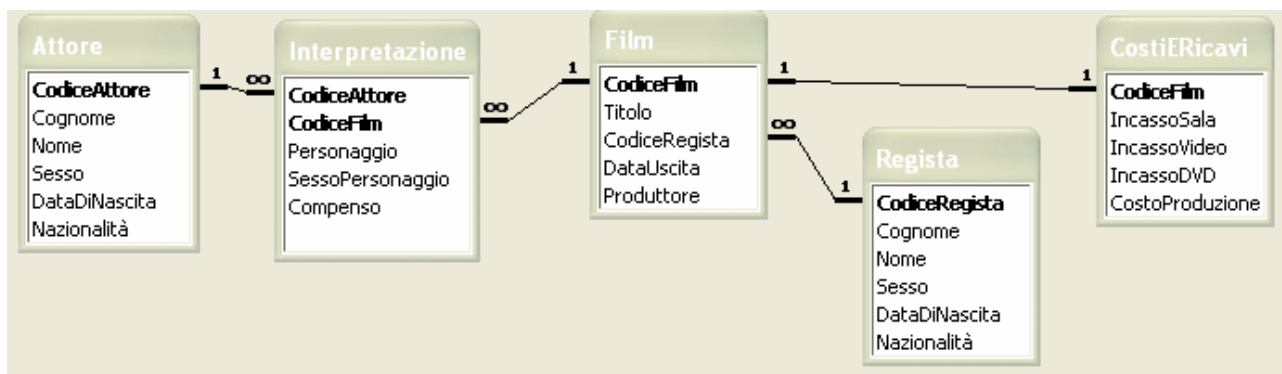 Attore
CodiceAttore
Cognome
Nome
Sesso
DataDiNascita
Nazionalità
1
∞
Interpretazione
CodiceAttore
CodiceFilm
Personaggio
SessoPersonaggio
Compenso
∞
1
Film
CodiceFilm
Titolo
CodiceRegista
DataUscita
Produttore
1
1
∞
1
Regista
CodiceRegista
Cognome
Nome
Sesso
DataDiNascita
Nazionalità
CostiERicavi
CodiceFilm
IncassoSala
IncassoVideo
IncassoDVD
CostoProduzione